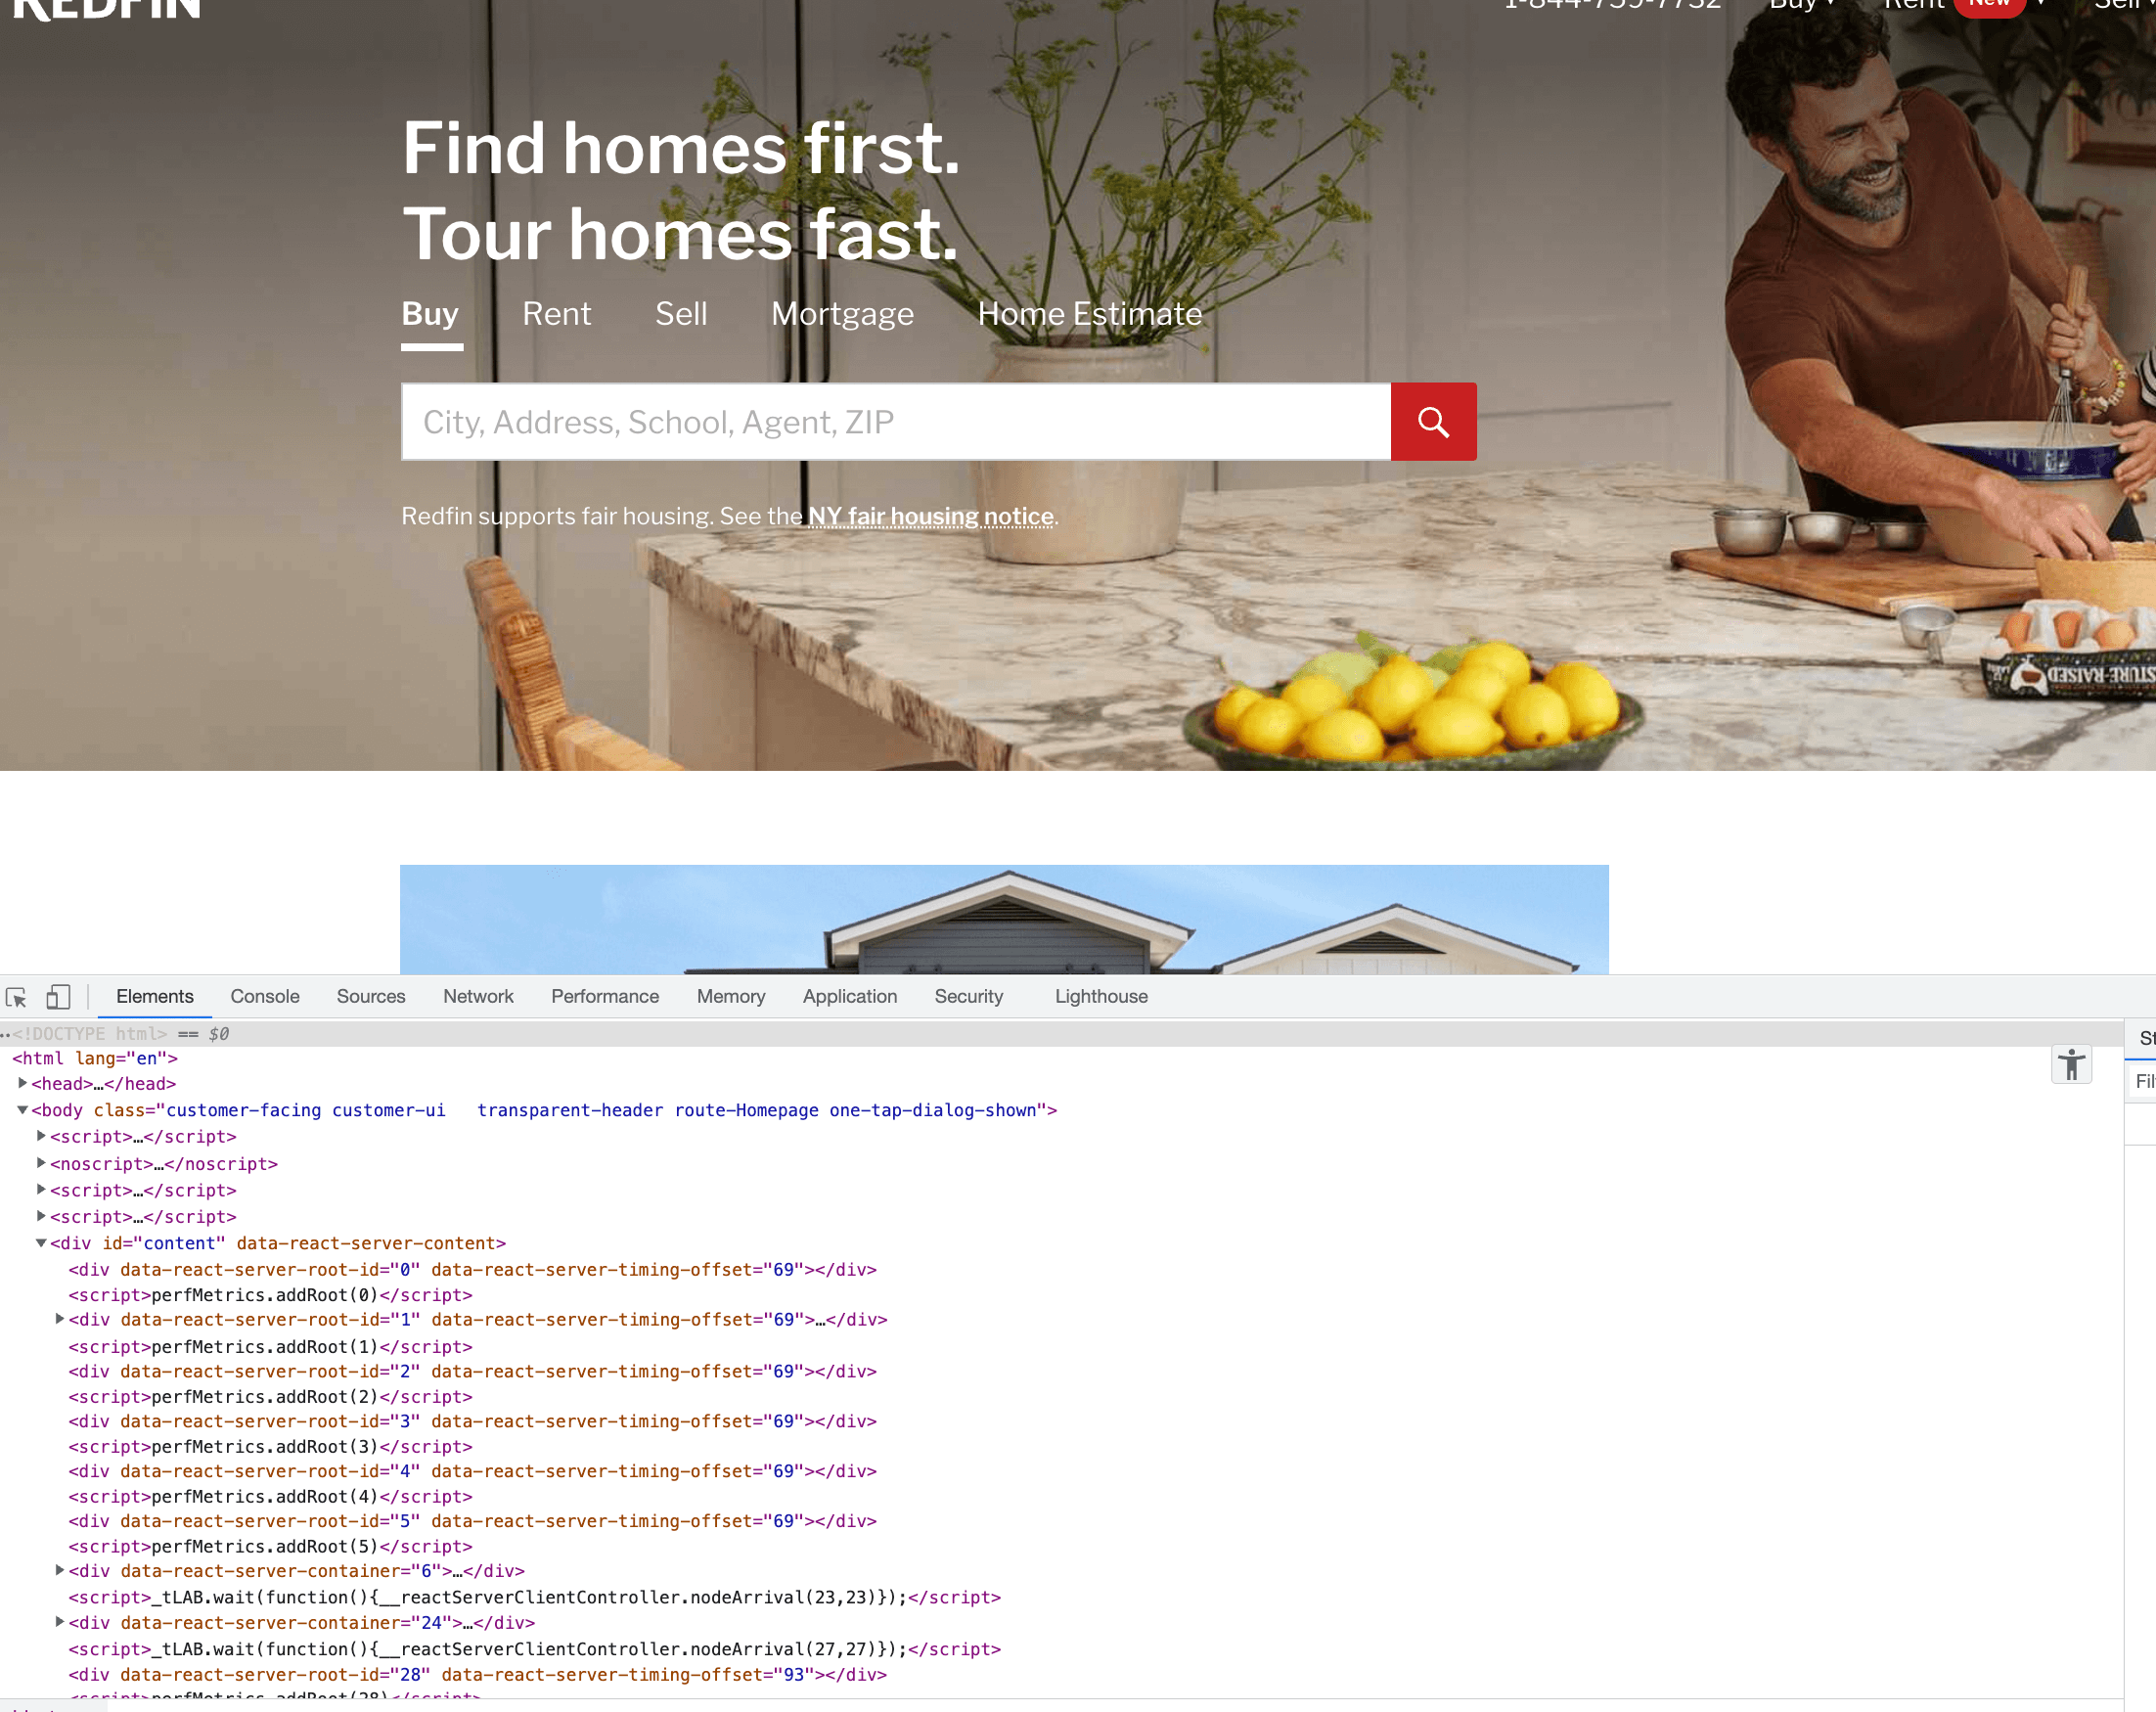 REDFIN
1-844-759-7732 Buy ▾ Rent New ▾ Sell ▾
Find homes first.
Tour homes fast.
Buy Rent Sell Mortgage Home Estimate
City, Address, School, Agent, ZIP
Redfin supports fair housing. See the NY fair housing notice.
STURE-RAISED
Elements Console Sources Network Performance Memory Application Security Lighthouse
<!DOCTYPE html> == $0
<html lang="en">
<head>…</head>
<body class="customer-facing customer-ui   transparent-header route-Homepage one-tap-dialog-shown">
<script>…</script>
<noscript>…</noscript>
<script>…</script>
<script>…</script>
<div id="content" data-react-server-content>
<div data-react-server-root-id="0" data-react-server-timing-offset="69"></div>
<script>perfMetrics.addRoot(0)</script>
<div data-react-server-root-id="1" data-react-server-timing-offset="69">…</div>
<script>perfMetrics.addRoot(1)</script>
<div data-react-server-root-id="2" data-react-server-timing-offset="69"></div>
<script>perfMetrics.addRoot(2)</script>
<div data-react-server-root-id="3" data-react-server-timing-offset="69"></div>
<script>perfMetrics.addRoot(3)</script>
<div data-react-server-root-id="4" data-react-server-timing-offset="69"></div>
<script>perfMetrics.addRoot(4)</script>
<div data-react-server-root-id="5" data-react-server-timing-offset="69"></div>
<script>perfMetrics.addRoot(5)</script>
<div data-react-server-container="6">…</div>
<script>_tLAB.wait(function(){__reactServerClientController.nodeArrival(23,23)});</script>
<div data-react-server-container="24">…</div>
<script>_tLAB.wait(function(){__reactServerClientController.nodeArrival(27,27)});</script>
<div data-react-server-root-id="28" data-react-server-timing-offset="93"></div>
<script>perfMetrics.addRoot(28)</script>
St
Fil